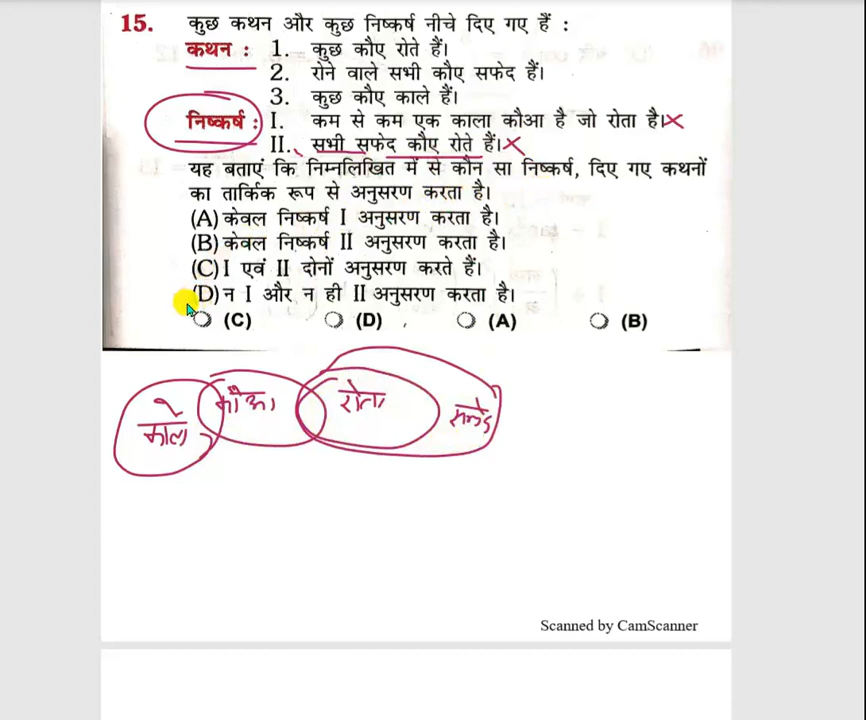 15. कुछ कथन और कुछ निष्कर्ष नीचे दिए गए हैं :
कथन : 1. कुछ कौए रोते हैं।
2. रोने वाले सभी कौए सफेद हैं।
3. कुछ कौए काले हैं।
निष्कर्ष : I. कम से कम एक काला कौआ है जो रोता है।
II. सभी सफेद कौए रोते हैं।
यह बताएं कि निम्नलिखित में से कौन सा निष्कर्ष, दिए गए कथनों
का तार्किक रूप से अनुसरण करता है।
(A) केवल निष्कर्ष I अनुसरण करता है।
(B) केवल निष्कर्ष II अनुसरण करता है।
(C) I एवं II दोनों अनुसरण करते हैं।
(D) न I और न ही II अनुसरण करता है।
(C) (D) (A) (B)
काले कौआ रोता सफेद
Scanned by CamScanner